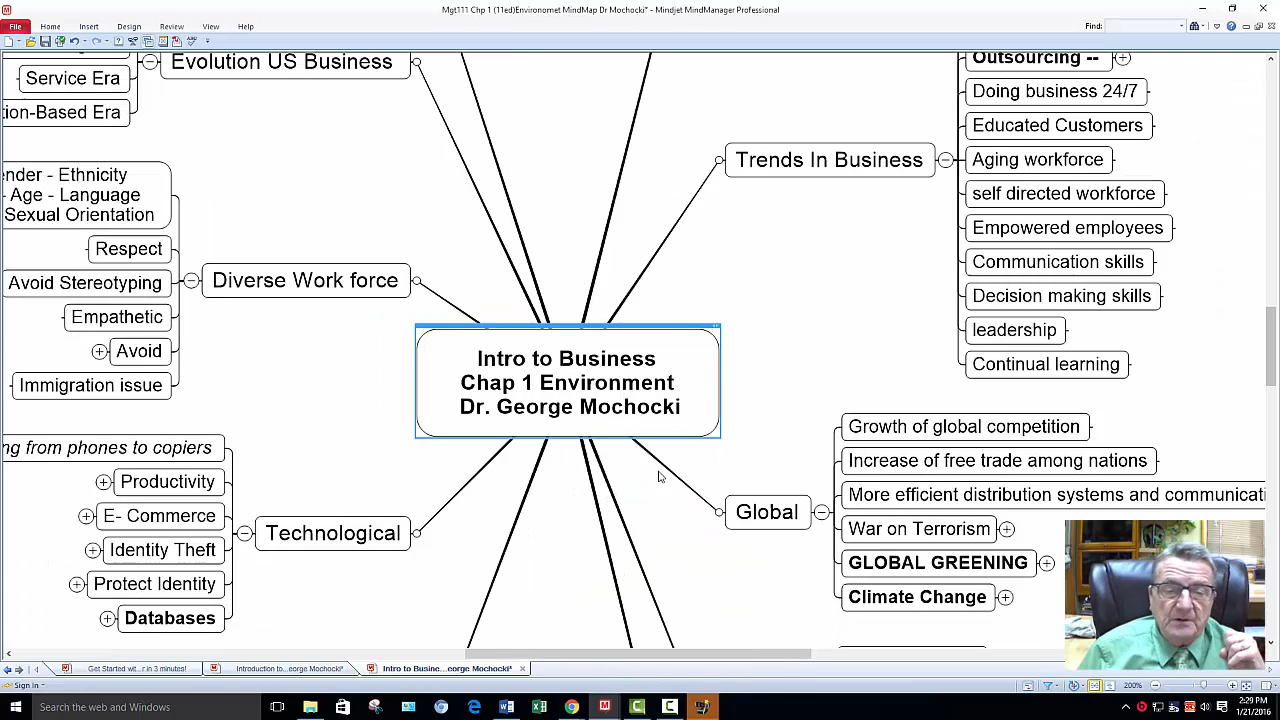 Mgt111 Chp 1 (11ed)Environomet MindMap Dr Mochocki* - Mindjet MindManager Professional
File
Home
Insert
Design
Review
View
Help
Find:
Evolution US Business
Service Era
tion-Based Era
ender - Ethnicity
Age - Language
Sexual Orientation
Respect
Avoid Stereotyping
Empathetic
Avoid
Immigration issue
Diverse Work force
ng from phones to copiers
Productivity
E- Commerce
Identity Theft
Protect Identity
Databases
Technological
Intro to Business
Chap 1 Environment
Dr. George Mochocki
Trends In Business
Outsourcing --
Doing business 24/7
Educated Customers
Aging workforce
self directed workforce
Empowered employees
Communication skills
Decision making skills
leadership
Continual learning
Global
Growth of global competition
Increase of free trade among nations
More efficient distribution systems and communicati
War on Terrorism
GLOBAL GREENING
Climate Change
Get Started wit...r in 3 minutes!
Introduction to...eorge Mochocki*
Intro to Busine...eorge Mochocki*
Sign In
200%
Search the web and Windows
2:29 PM
1/21/2016